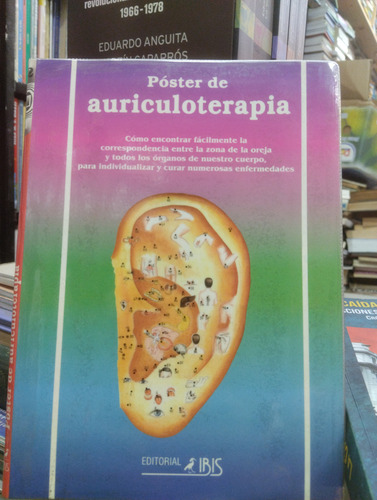 1966-1978
EDUARDO ANGUITA
Póster de
auriculoterapia
Cómo encontrar fácilmente la
correspondencia entre la zona de la oreja
y todos los órganos de nuestro cuerpo,
para individualizar y curar numerosas enfermedades
EDITORIAL IBIS